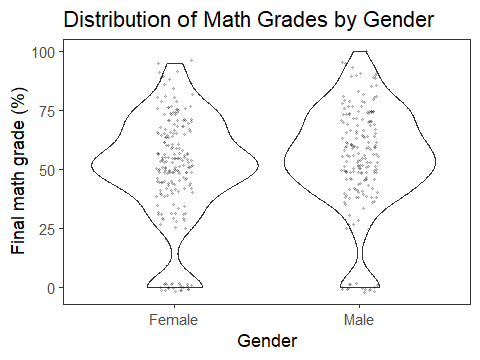 Distribution of Math Grades by Gender
Final math grade (%)
100
75
50
25
0
Female
Male
Gender